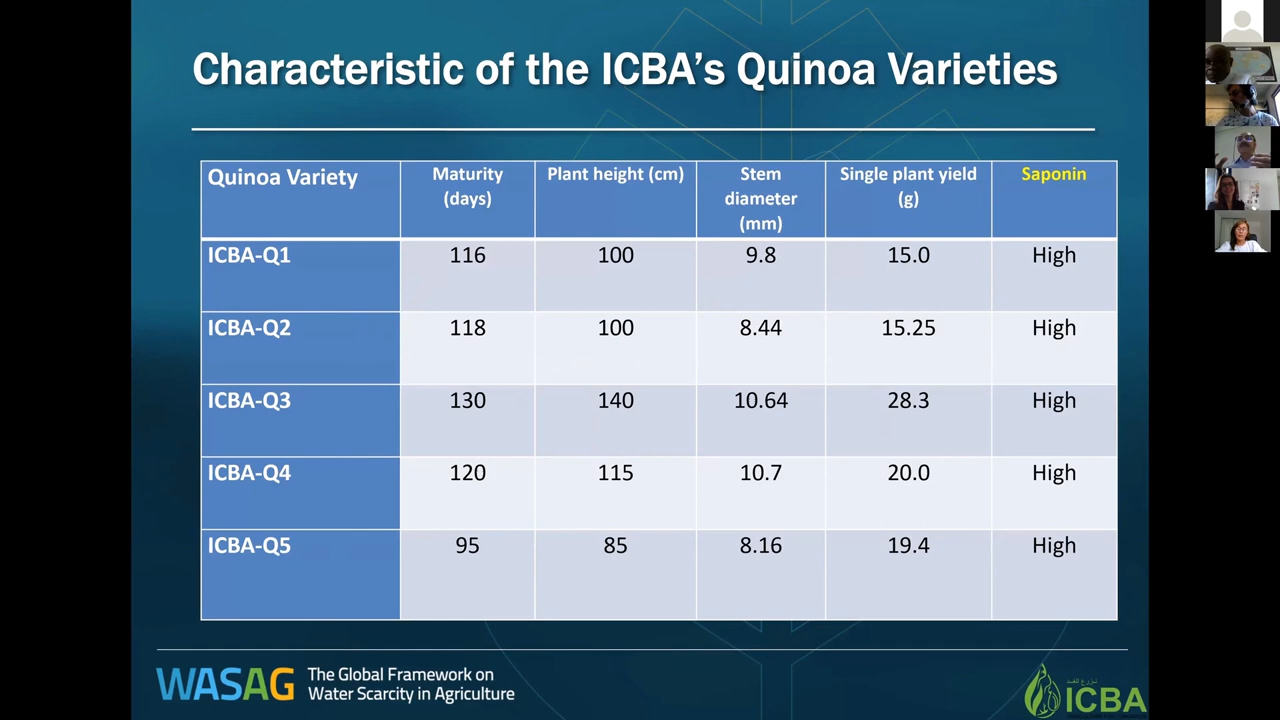 Characteristic of the ICBA's Quinoa Varieties
Quinoa Variety
Maturity
(days)
Plant height (cm)
Stem
diameter
(mm)
Single plant yield
(g)
Saponin
ICBA-Q1 116 100 9.8 15.0 High
ICBA-Q2 118 100 8.44 15.25 High
ICBA-Q3 130 140 10.64 28.3 High
ICBA-Q4 120 115 10.7 20.0 High
ICBA-Q5 95 85 8.16 19.4 High
WASAG
The Global Framework on
Water Scarcity in Agriculture
ICBA